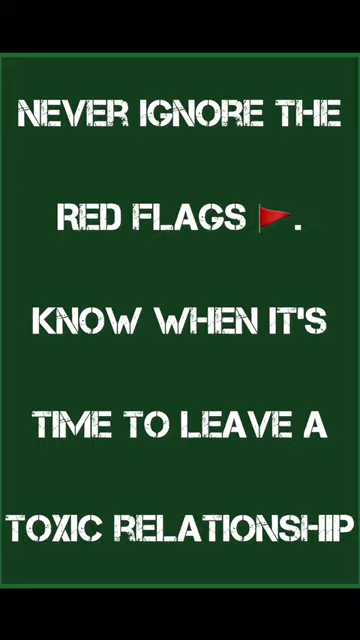 NEVER IGNORE THE
RED FLAGS 🚩.
KNOW WHEN IT'S
TIME TO LEAVE A
TOXIC RELATIONSHIP